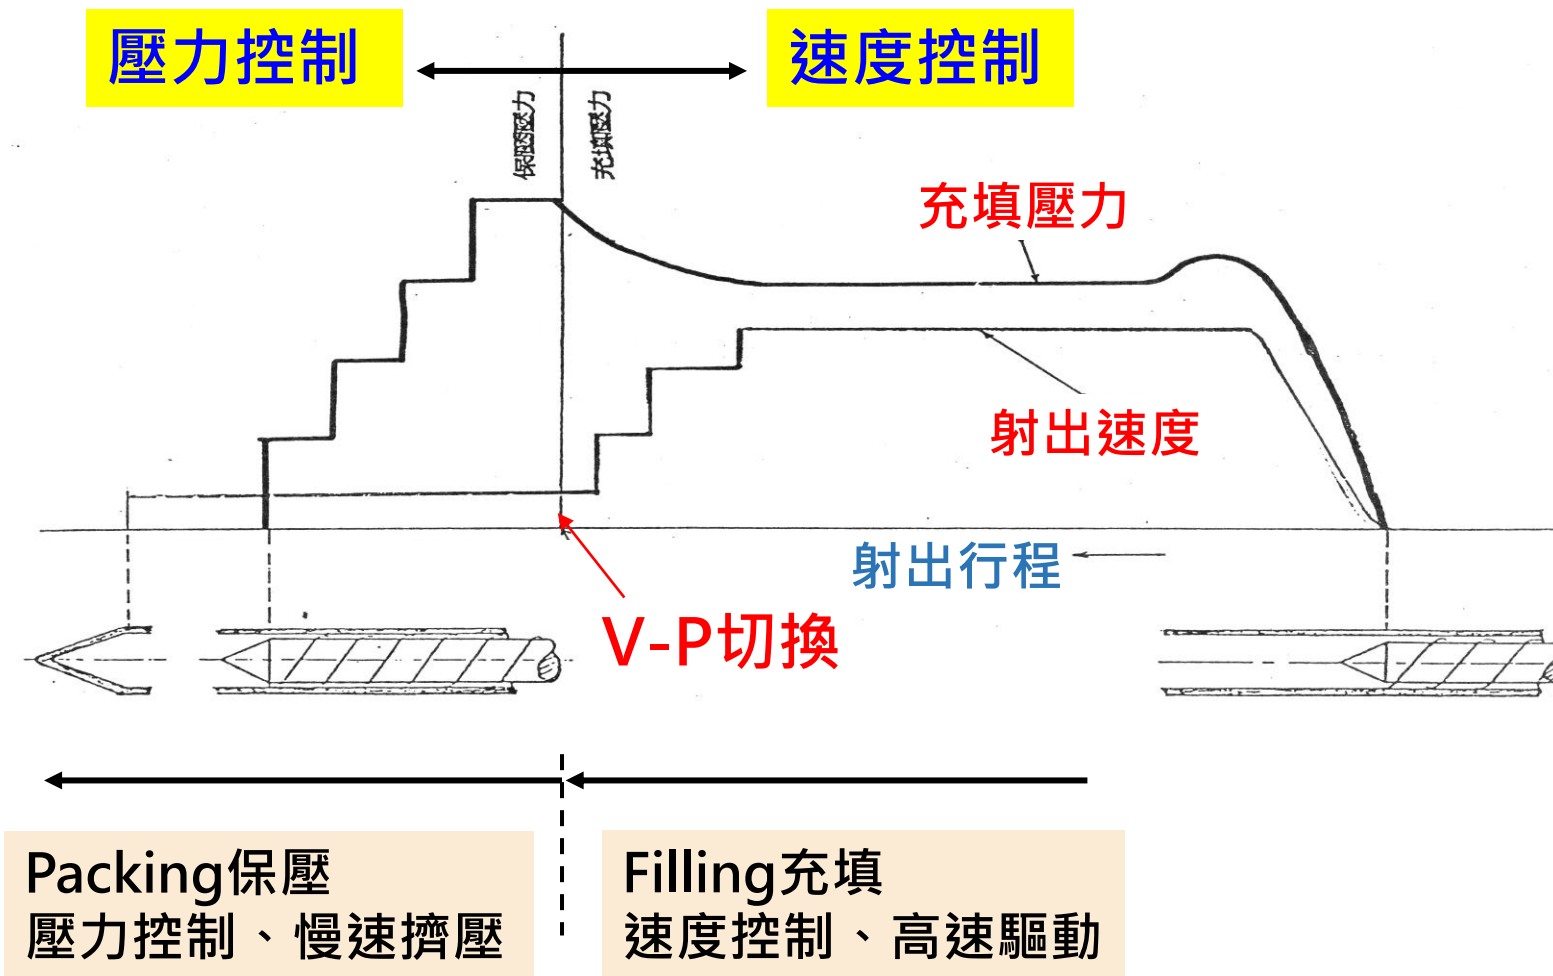 壓力控制
速度控制
保壓壓力
充填壓力
充填壓力
射出速度
射出行程
V-P切換
Packing保壓
壓力控制、慢速擠壓
Filling充填
速度控制、高速驅動